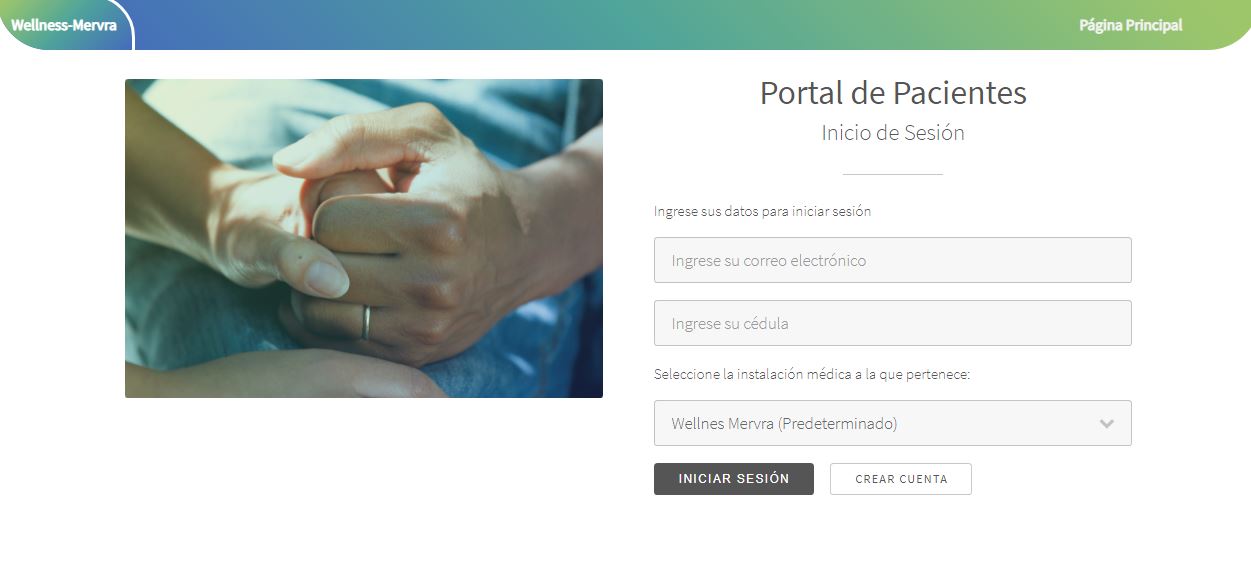 Wellness-Mervra
Página Principal
Portal de Pacientes
Inicio de Sesión
Ingrese sus datos para iniciar sesión
Ingrese su correo electrónico
Ingrese su cédula
Seleccione la instalación médica a la que pertenece:
Wellnes Mervra (Predeterminado)
INICIAR SESIÓN
CREAR CUENTA